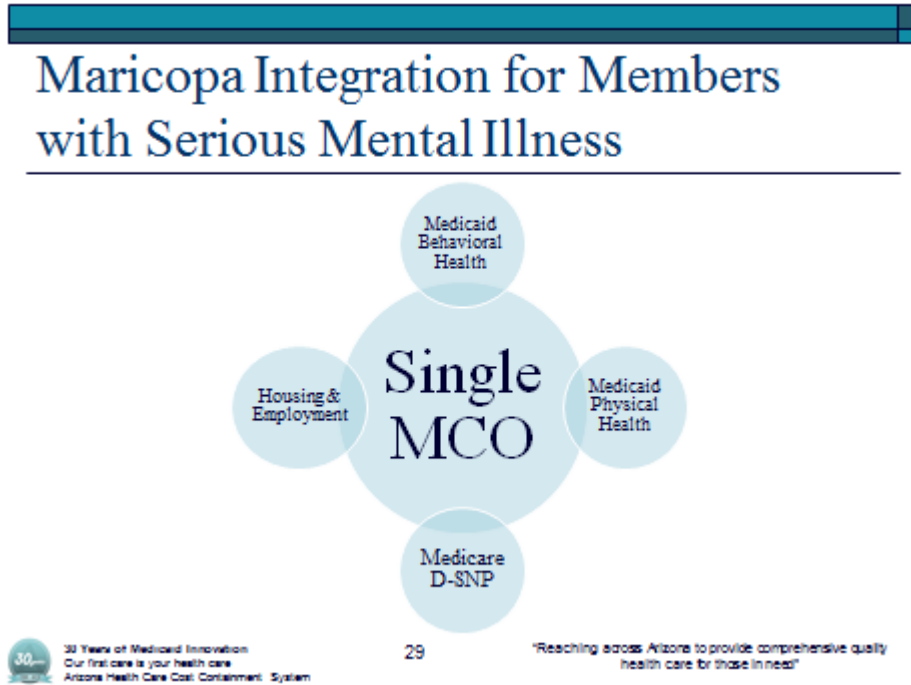 Maricopa Integration for Members
with Serious Mental Illness
Medicaid
Behavioral
Health
Housing &
Employment
Single
MCO
Medicaid
Physical
Health
Medicare
D-SNP
30 Years of Medicaid Innovation
Our first care is your health care
Arizona Health Care Cost Containment System
29
"Reaching across Arizona to provide comprehensive quality
health care for those in need"
30